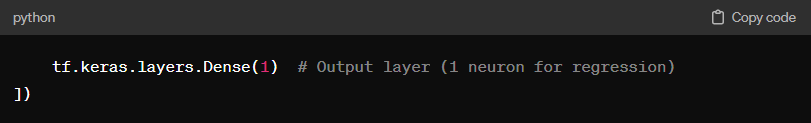 python
Copy code
tf.keras.layers.Dense(1)  # Output layer (1 neuron for regression)
])